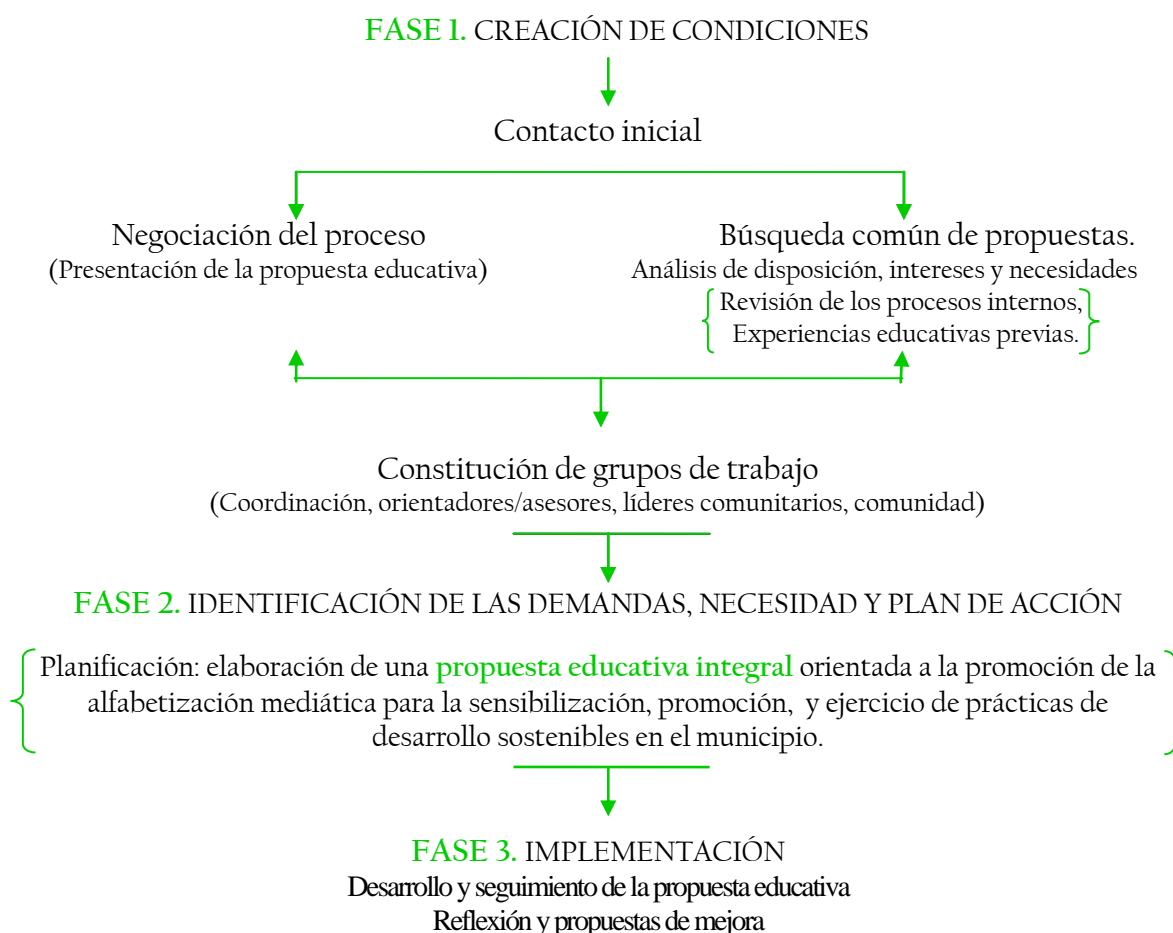 FASE 1. CREACIÓN DE CONDICIONES
Contacto inicial
Negociación del proceso
(Presentación de la propuesta educativa)
Búsqueda común de propuestas.
Análisis de disposición, intereses y necesidades
Revisión de los procesos internos,
Experiencias educativas previas.
Constitución de grupos de trabajo
(Coordinación, orientadores/asesores, líderes comunitarios, comunidad)
FASE 2. IDENTIFICACIÓN DE LAS DEMANDAS, NECESIDAD Y PLAN DE ACCIÓN
Planificación: elaboración de una propuesta educativa integral orientada a la promoción de la
alfabetización mediática para la sensibilización, promoción, y ejercicio de prácticas de
desarrollo sostenibles en el municipio.
FASE 3. IMPLEMENTACIÓN
Desarrollo y seguimiento de la propuesta educativa
Reflexión y propuestas de mejora